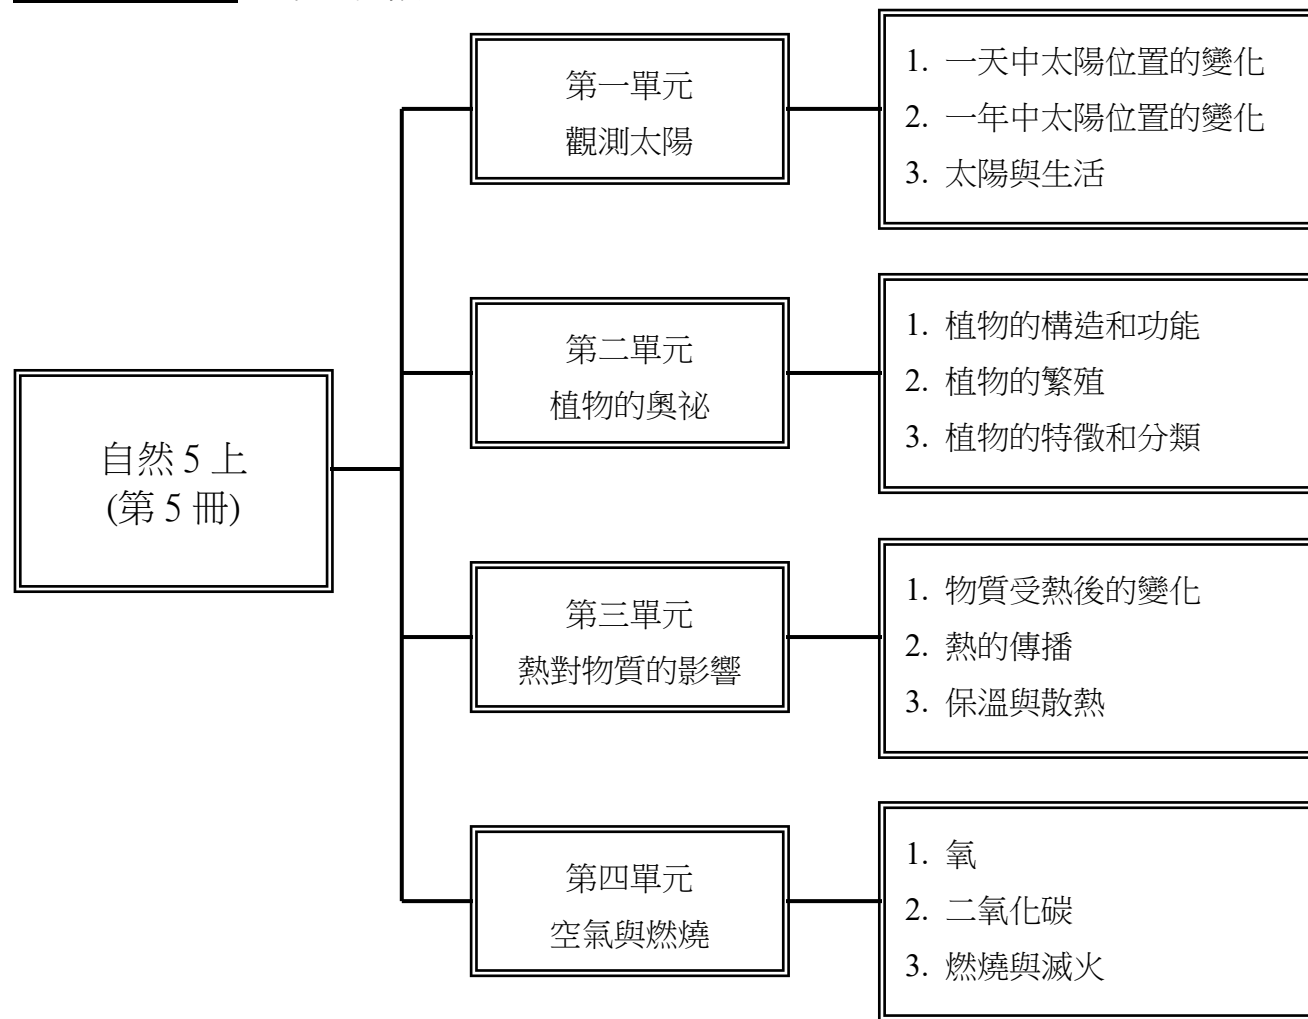 自然 5 上
(第 5 冊)
第一單元
觀測太陽
1. 一天中太陽位置的變化
2. 一年中太陽位置的變化
3. 太陽與生活
第二單元
植物的奧祕
1. 植物的構造和功能
2. 植物的繁殖
3. 植物的特徵和分類
第三單元
熱對物質的影響
1. 物質受熱後的變化
2. 熱的傳播
3. 保溫與散熱
第四單元
空氣與燃燒
1. 氧
2. 二氧化碳
3. 燃燒與滅火